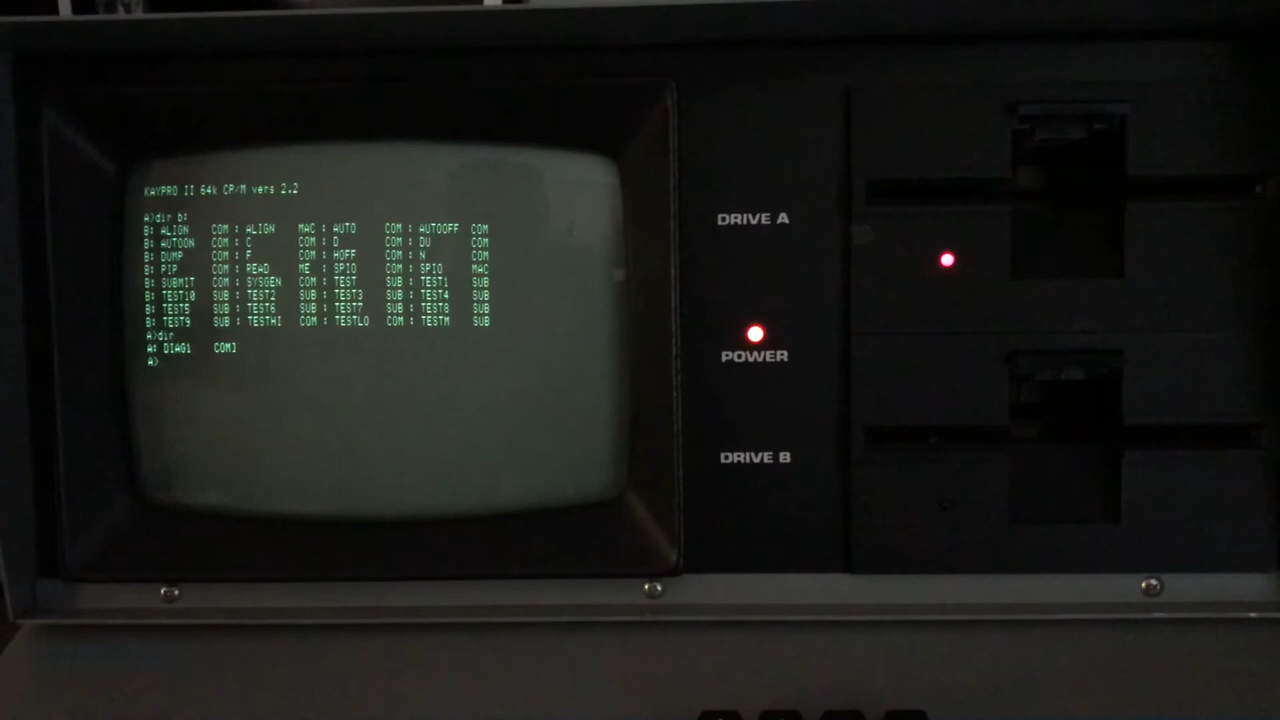 KAYPRO II 64k CP/M vers 2.2
A>dir b:
B: ALIGN COM : ALIGN MAC : AUTO COM : AUTOOFF COM
B: AUTOON COM : C COM : D COM : DU COM
B: DUMP COM : F COM : HOFF COM : N COM
B: PIP COM : READ ME : SPIO COM : SPIO MAC
B: SUBMIT COM : SYSGEN COM : TEST SUB : TEST1 SUB
B: TEST10 SUB : TEST2 SUB : TEST3 SUB : TEST4 SUB
B: TEST5 SUB : TEST6 SUB : TEST7 SUB : TEST8 SUB
B: TEST9 SUB : TESTHI COM : TESTLO COM : TESTM SUB
A>dir
A: DIAG1 COM]
A>
DRIVE A
POWER
DRIVE B